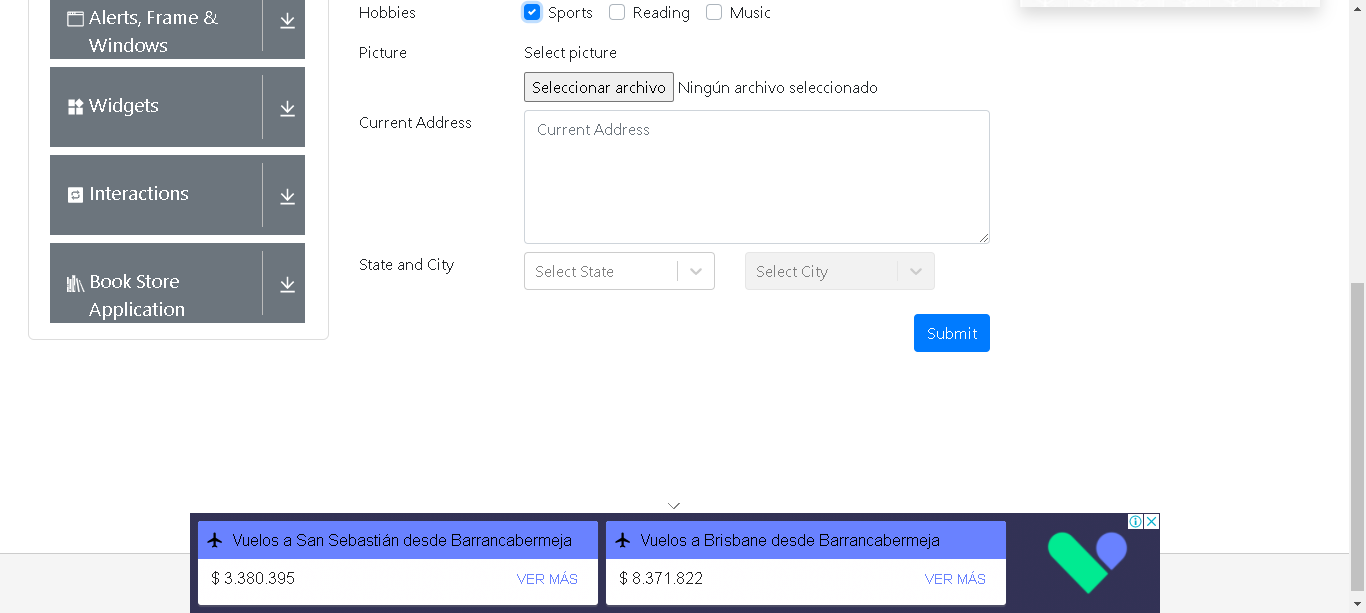 Alerts, Frame &
Windows
Widgets
Interactions
Book Store
Application
Hobbies
Sports Reading Music
Picture
Select picture
Seleccionar archivo Ningún archivo seleccionado
Current Address
Current Address
State and City
Select State
Select City
Submit
Vuelos a San Sebastián desde Barrancabermeja
$ 3.380.395 VER MÁS
Vuelos a Brisbane desde Barrancabermeja
$ 8.371.822 VER MÁS